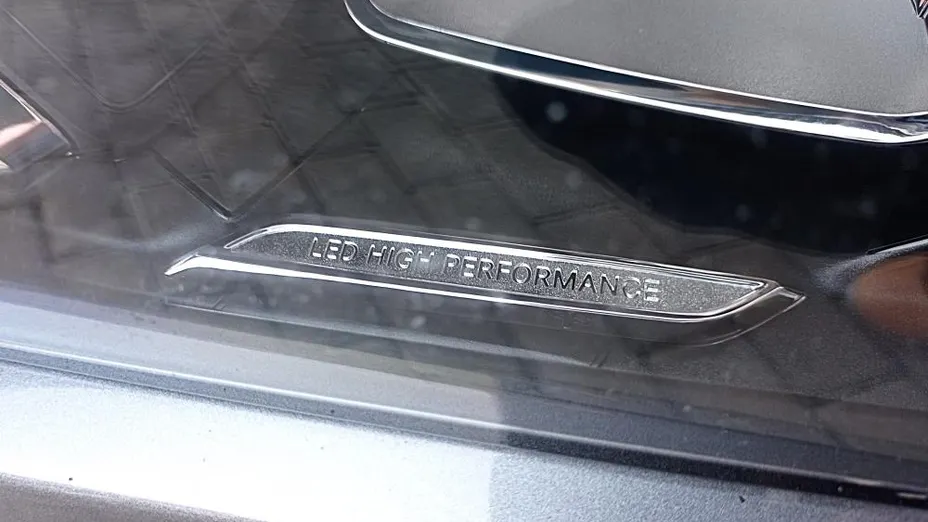 LED HIGH PERFORMANCE